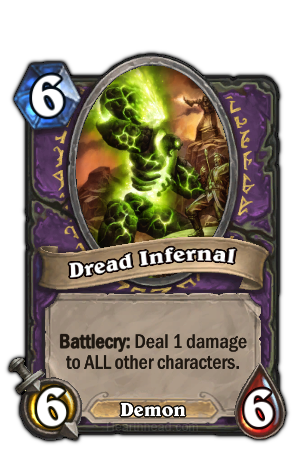 6
Dread Infernal
Battlecry: Deal 1 damage
to ALL other characters.
6
Demon
6